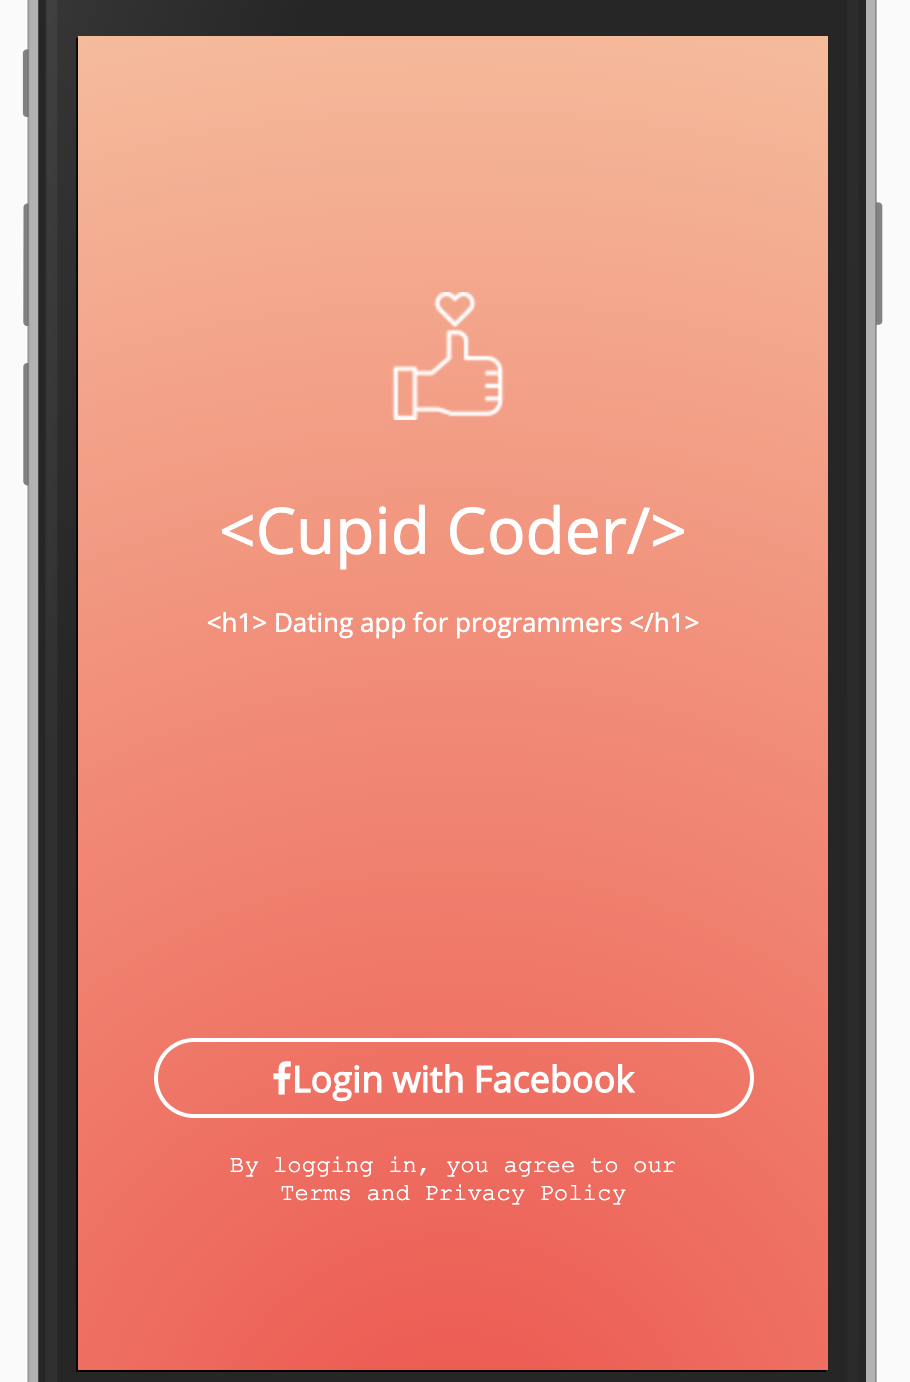 <Cupid Coder/>
<h1> Dating app for programmers </h1>
fLogin with Facebook
By logging in, you agree to our
Terms and Privacy Policy